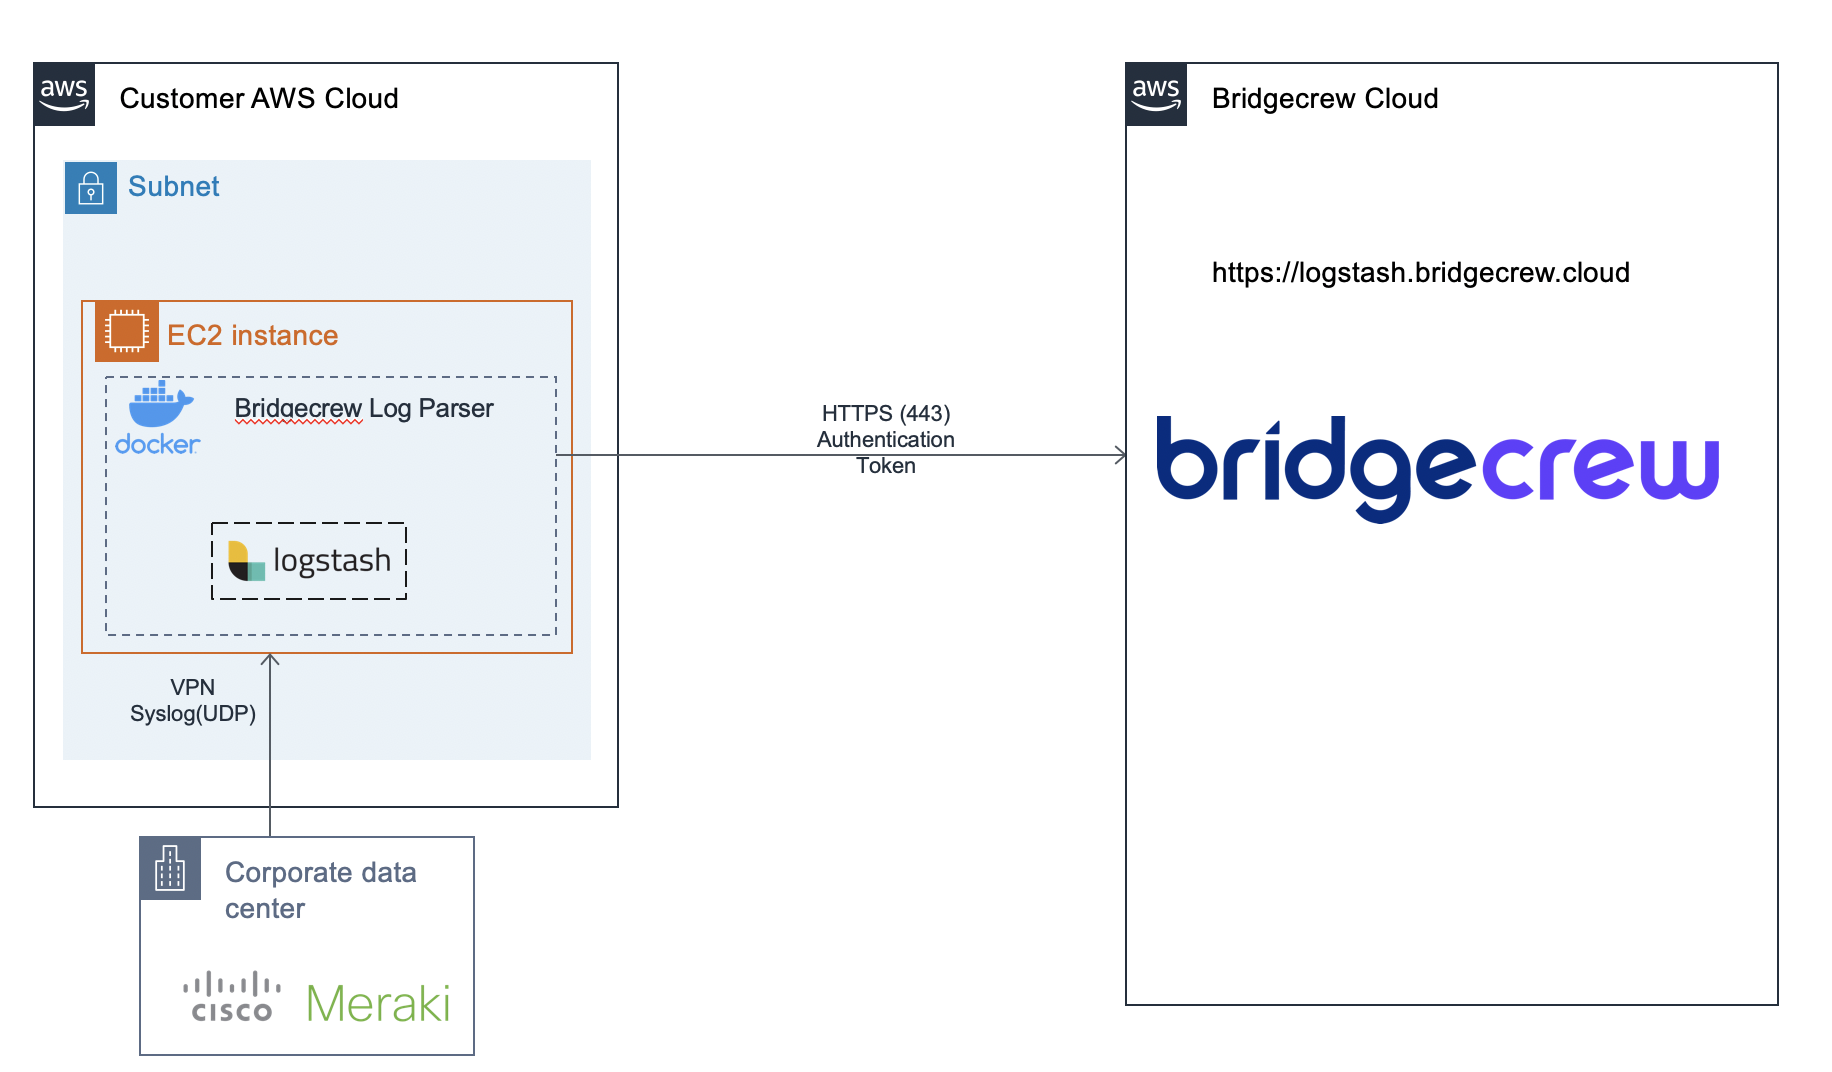 aws
Customer AWS Cloud
Subnet
EC2 instance
docker
Bridgecrew Log Parser
logstash
VPN
Syslog(UDP)
Corporate data
center
cisco Meraki
HTTPS (443)
Authentication
Token
aws
Bridgecrew Cloud
https://logstash.bridgecrew.cloud
bridgecrew